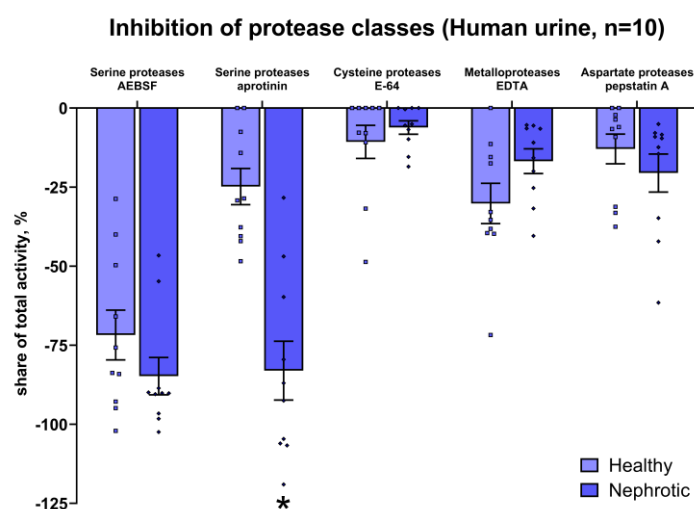 Inhibition of protease classes (Human urine, n=10)
Serine proteases
AEBSF
Serine proteases
aprotinin
Cysteine proteases
E-64
Metalloproteases
EDTA
Aspartate proteases
pepstatin A
share of total activity, %
0
-25
-50
-75
-100
-125
*
Healthy
Nephrotic